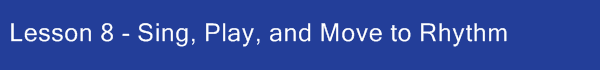 Lesson 8 - Sing, Play, and Move to Rhythm